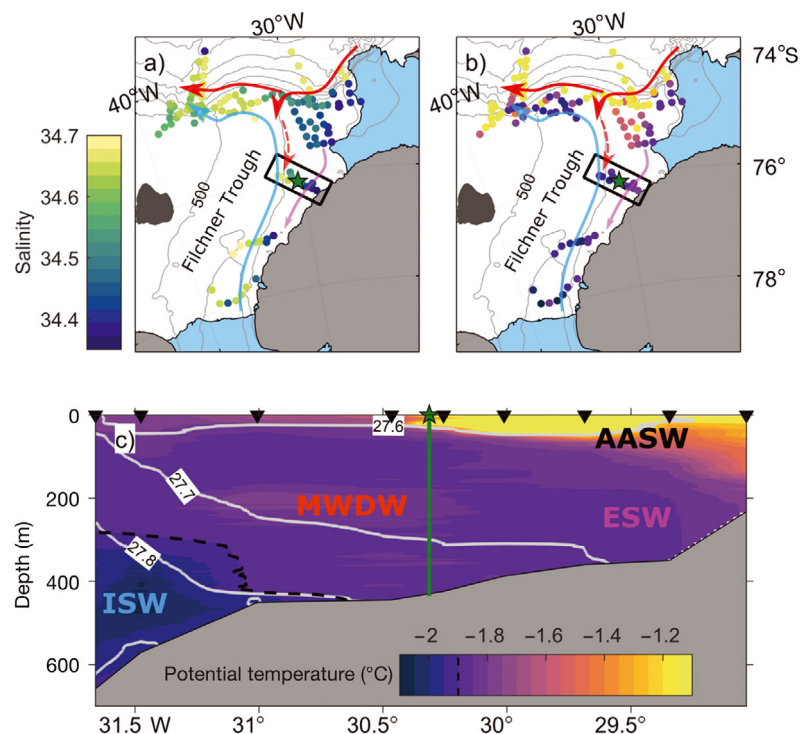 30°W
30°W
a)
b)
74°S
40°W
40°W
76°
78°
500
500
Filchner Trough
Filchner Trough
Salinity
34.7
34.6
34.5
34.4
c)
0
200
400
600
Depth (m)
27.6
27.7
27.8
AASW
MWDW
ESW
ISW
−2
−1.8
−1.6
−1.4
−1.2
Potential temperature (°C)
31.5 W
31°
30.5°
30°
29.5°